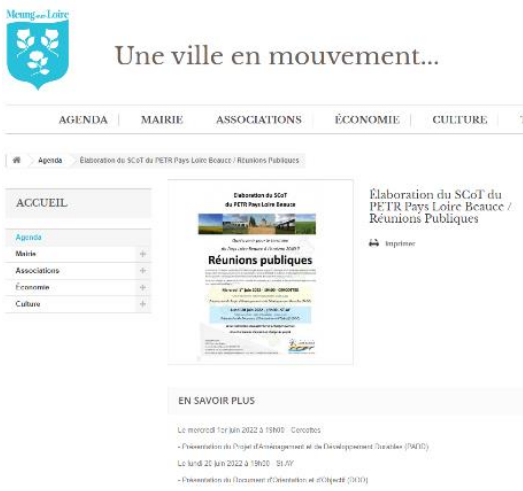 Meung sur Loire
Une ville en mouvement...
AGENDA
MAIRIE
ASSOCIATIONS
ÉCONOMIE
CULTURE
Agenda
Élaboration du SCoT du PETR Pays Loire Beauce / Réunions Publiques
ACCUEIL
Agenda
Mairie
Associations
Économie
Culture
Elaboration du SCoT
du PETR Pays Loire Beauce
Réunions publiques
Élaboration du SCoT du
PETR Pays Loire Beauce /
Réunions Publiques
Imprimer
EN SAVOIR PLUS
Le mercredi 1er juin 2022 à 19h00 - Cercottes
- Présentation du Projet d'Aménagement et de Développement Durables (PADD)
Le lundi 20 juin 2022 à 19h00 - St AY
- Présentation du Document d'Orientation et d'Objectif (DOO)